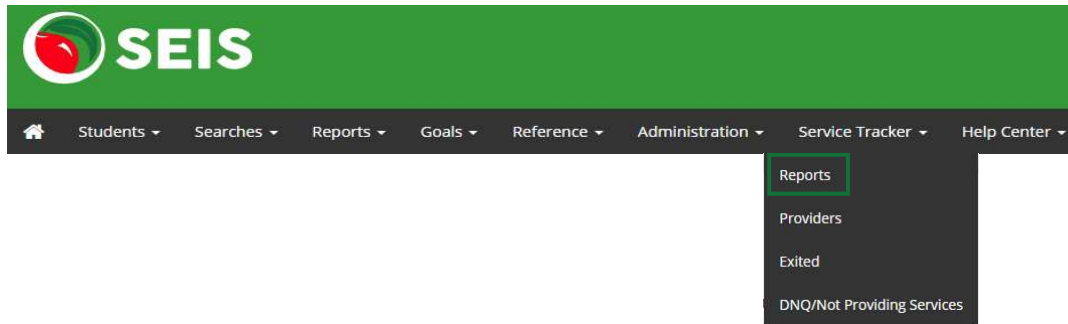 SEIS
Students Searches Reports Goals Reference Administration Service Tracker Help Center
Reports
Providers
Exited
DNQ/Not Providing Services